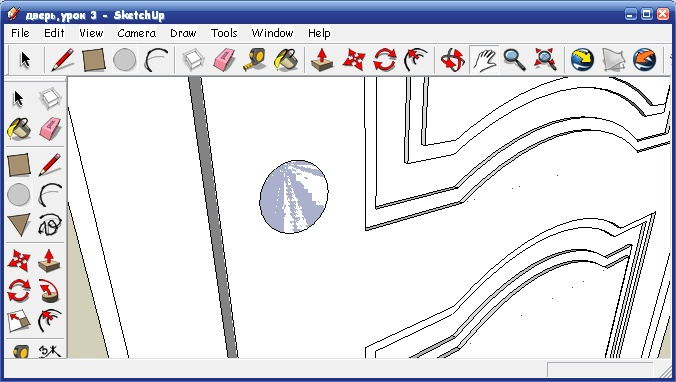 дверь,урок 3 - SketchUp
File Edit View Camera Draw Tools Window Help